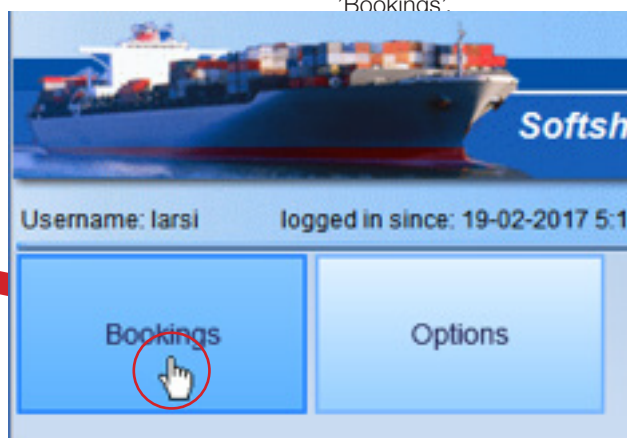 'Bookings'.
Softsh
Username: larsi logged in since: 19-02-2017 5:1
Bookings Options